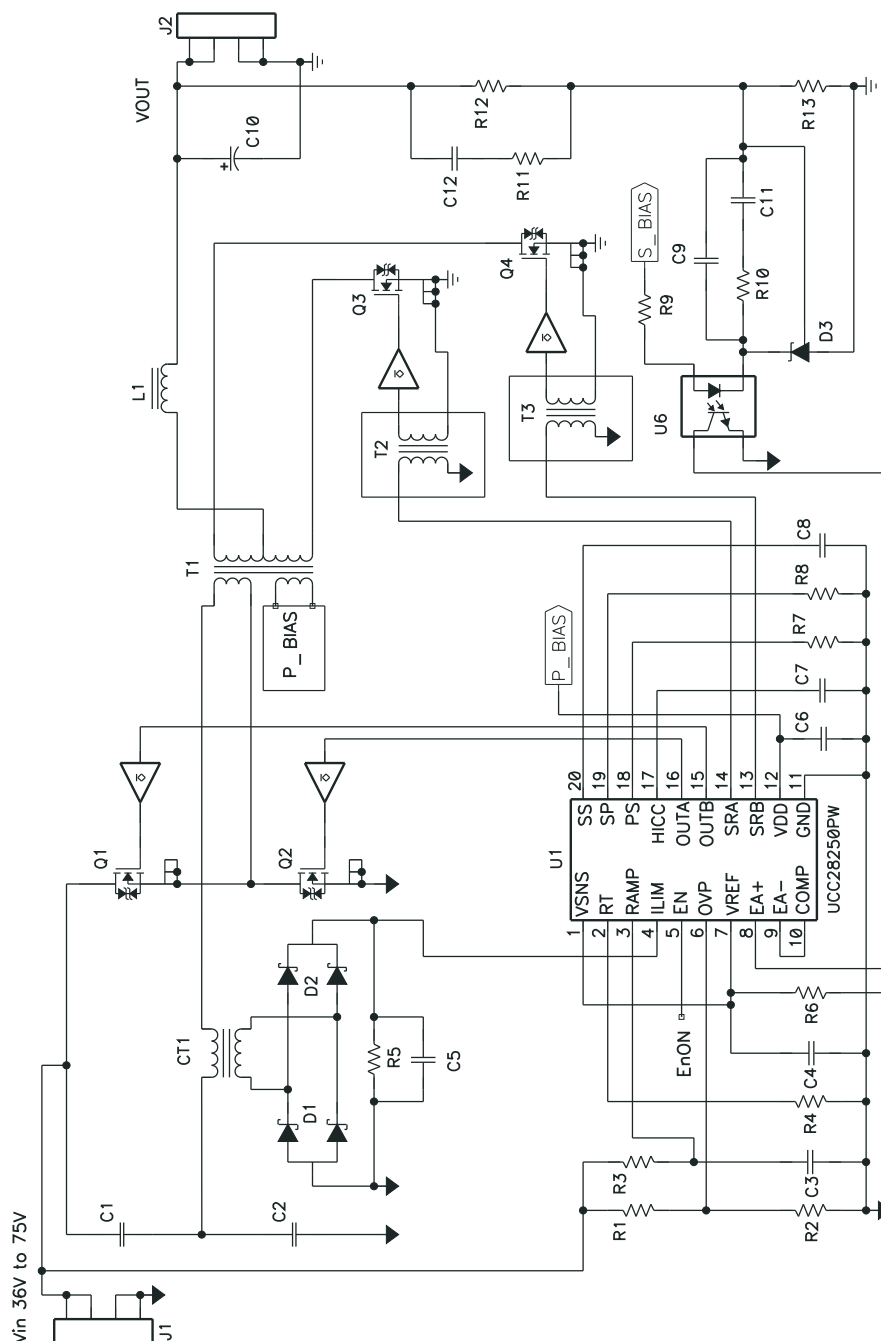 J2
VOUT
C10
R12
C12
R11
R13
C11
C9
R10
S_BIAS
R9
D3
U6
Q4
Q3
L1
T3
T2
T1
P_BIAS
P_BIAS
C8
R8
R7
C7
C6
Q1
Q2
U1
20 SS
19 SP
18 PS
17 HICC
16 OUTA
15 OUTB
14 SRA
13 SRB
12 VDD
11 GND
1 VSNS
2 RT
3 RAMP
4 ILIM
5 EN
6 OVP
7 VREF
8 EA+
9 EA-
10 COMP
UCC28250PW
CT1
D2
D1
R5
C5
EnON
R6
C4
R4
C3
R3
R1
R2
C1
C2
Vin 36V to 75V
J1